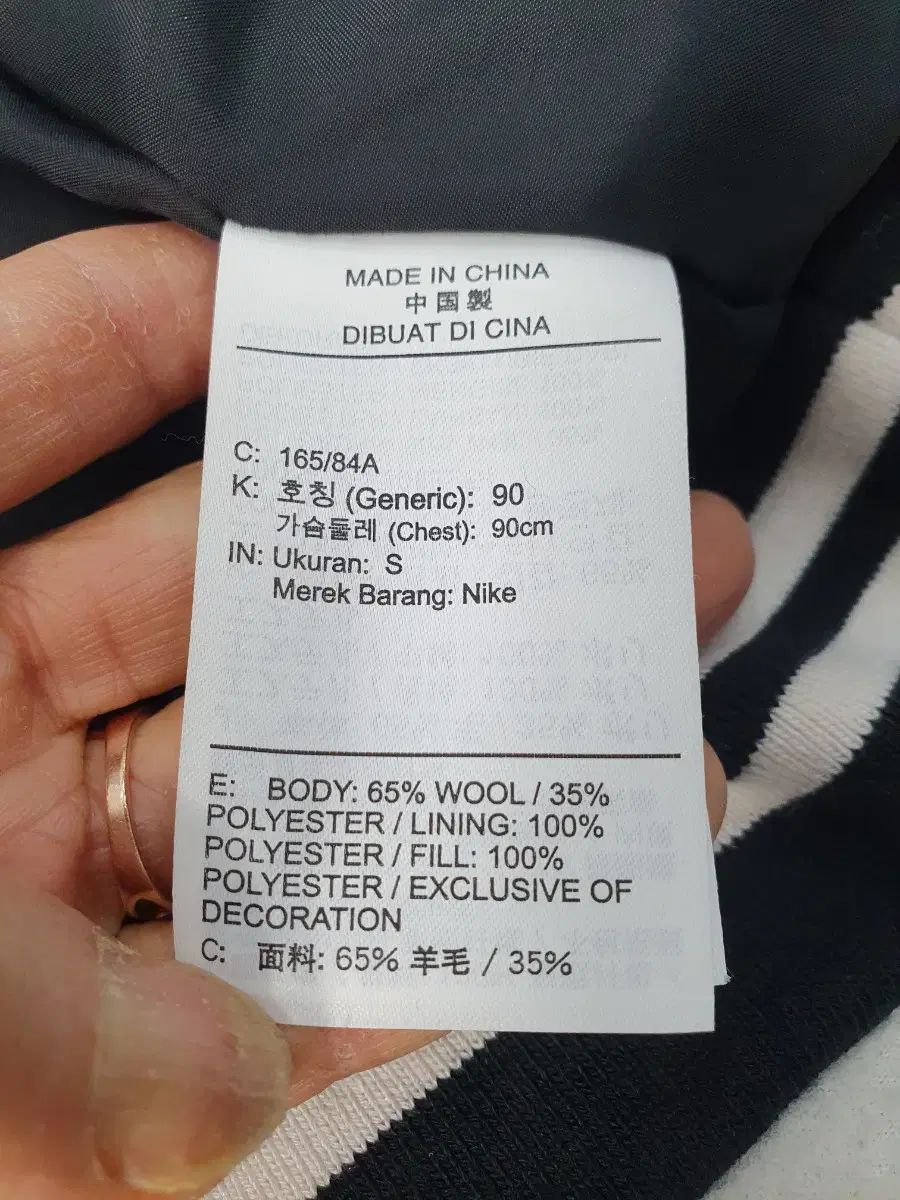 MADE IN CHINA
中国製
DIBUAT DI CINA
C: 165/84A
K: 호칭 (Generic): 90
가슴둘레 (Chest): 90cm
IN: Ukuran: S
Merek Barang: Nike
E: BODY: 65% WOOL / 35%
POLYESTER / LINING: 100%
POLYESTER / FILL: 100%
POLYESTER / EXCLUSIVE OF
DECORATION
C: 面料: 65% 羊毛 / 35%